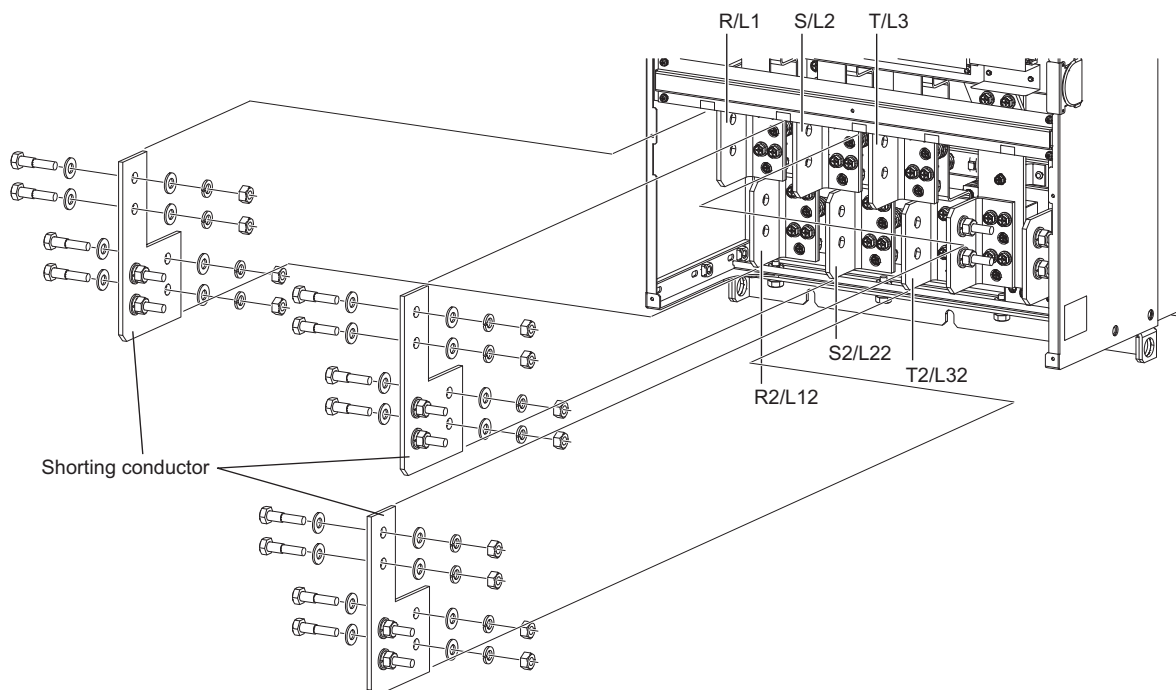 R/L1
S/L2
T/L3
S2/L22
T2/L32
R2/L12
Shorting conductor